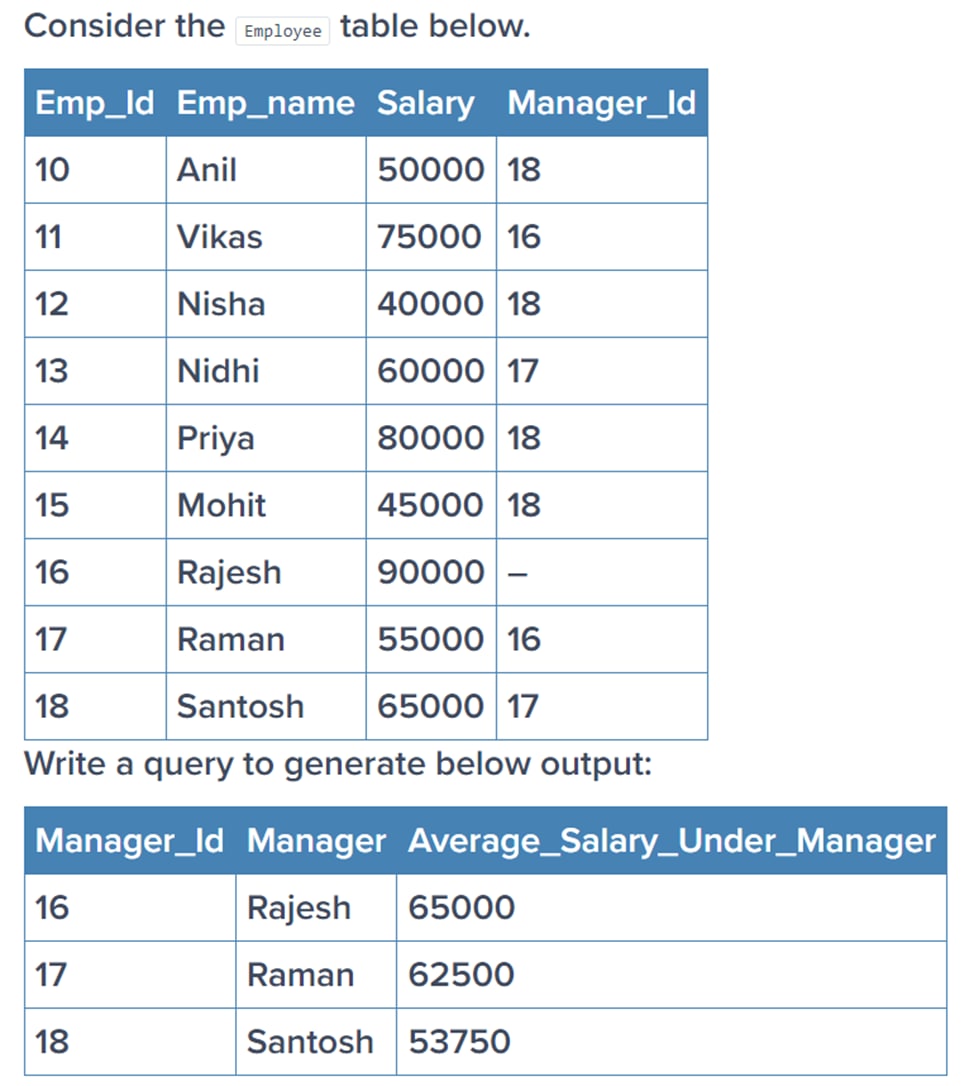 Consider the Employee table below.
Emp_Id Emp_name Salary Manager_Id
10 Anil 50000 18
11 Vikas 75000 16
12 Nisha 40000 18
13 Nidhi 60000 17
14 Priya 80000 18
15 Mohit 45000 18
16 Rajesh 90000 –
17 Raman 55000 16
18 Santosh 65000 17
Write a query to generate below output:
Manager_Id Manager Average_Salary_Under_Manager
16 Rajesh 65000
17 Raman 62500
18 Santosh 53750